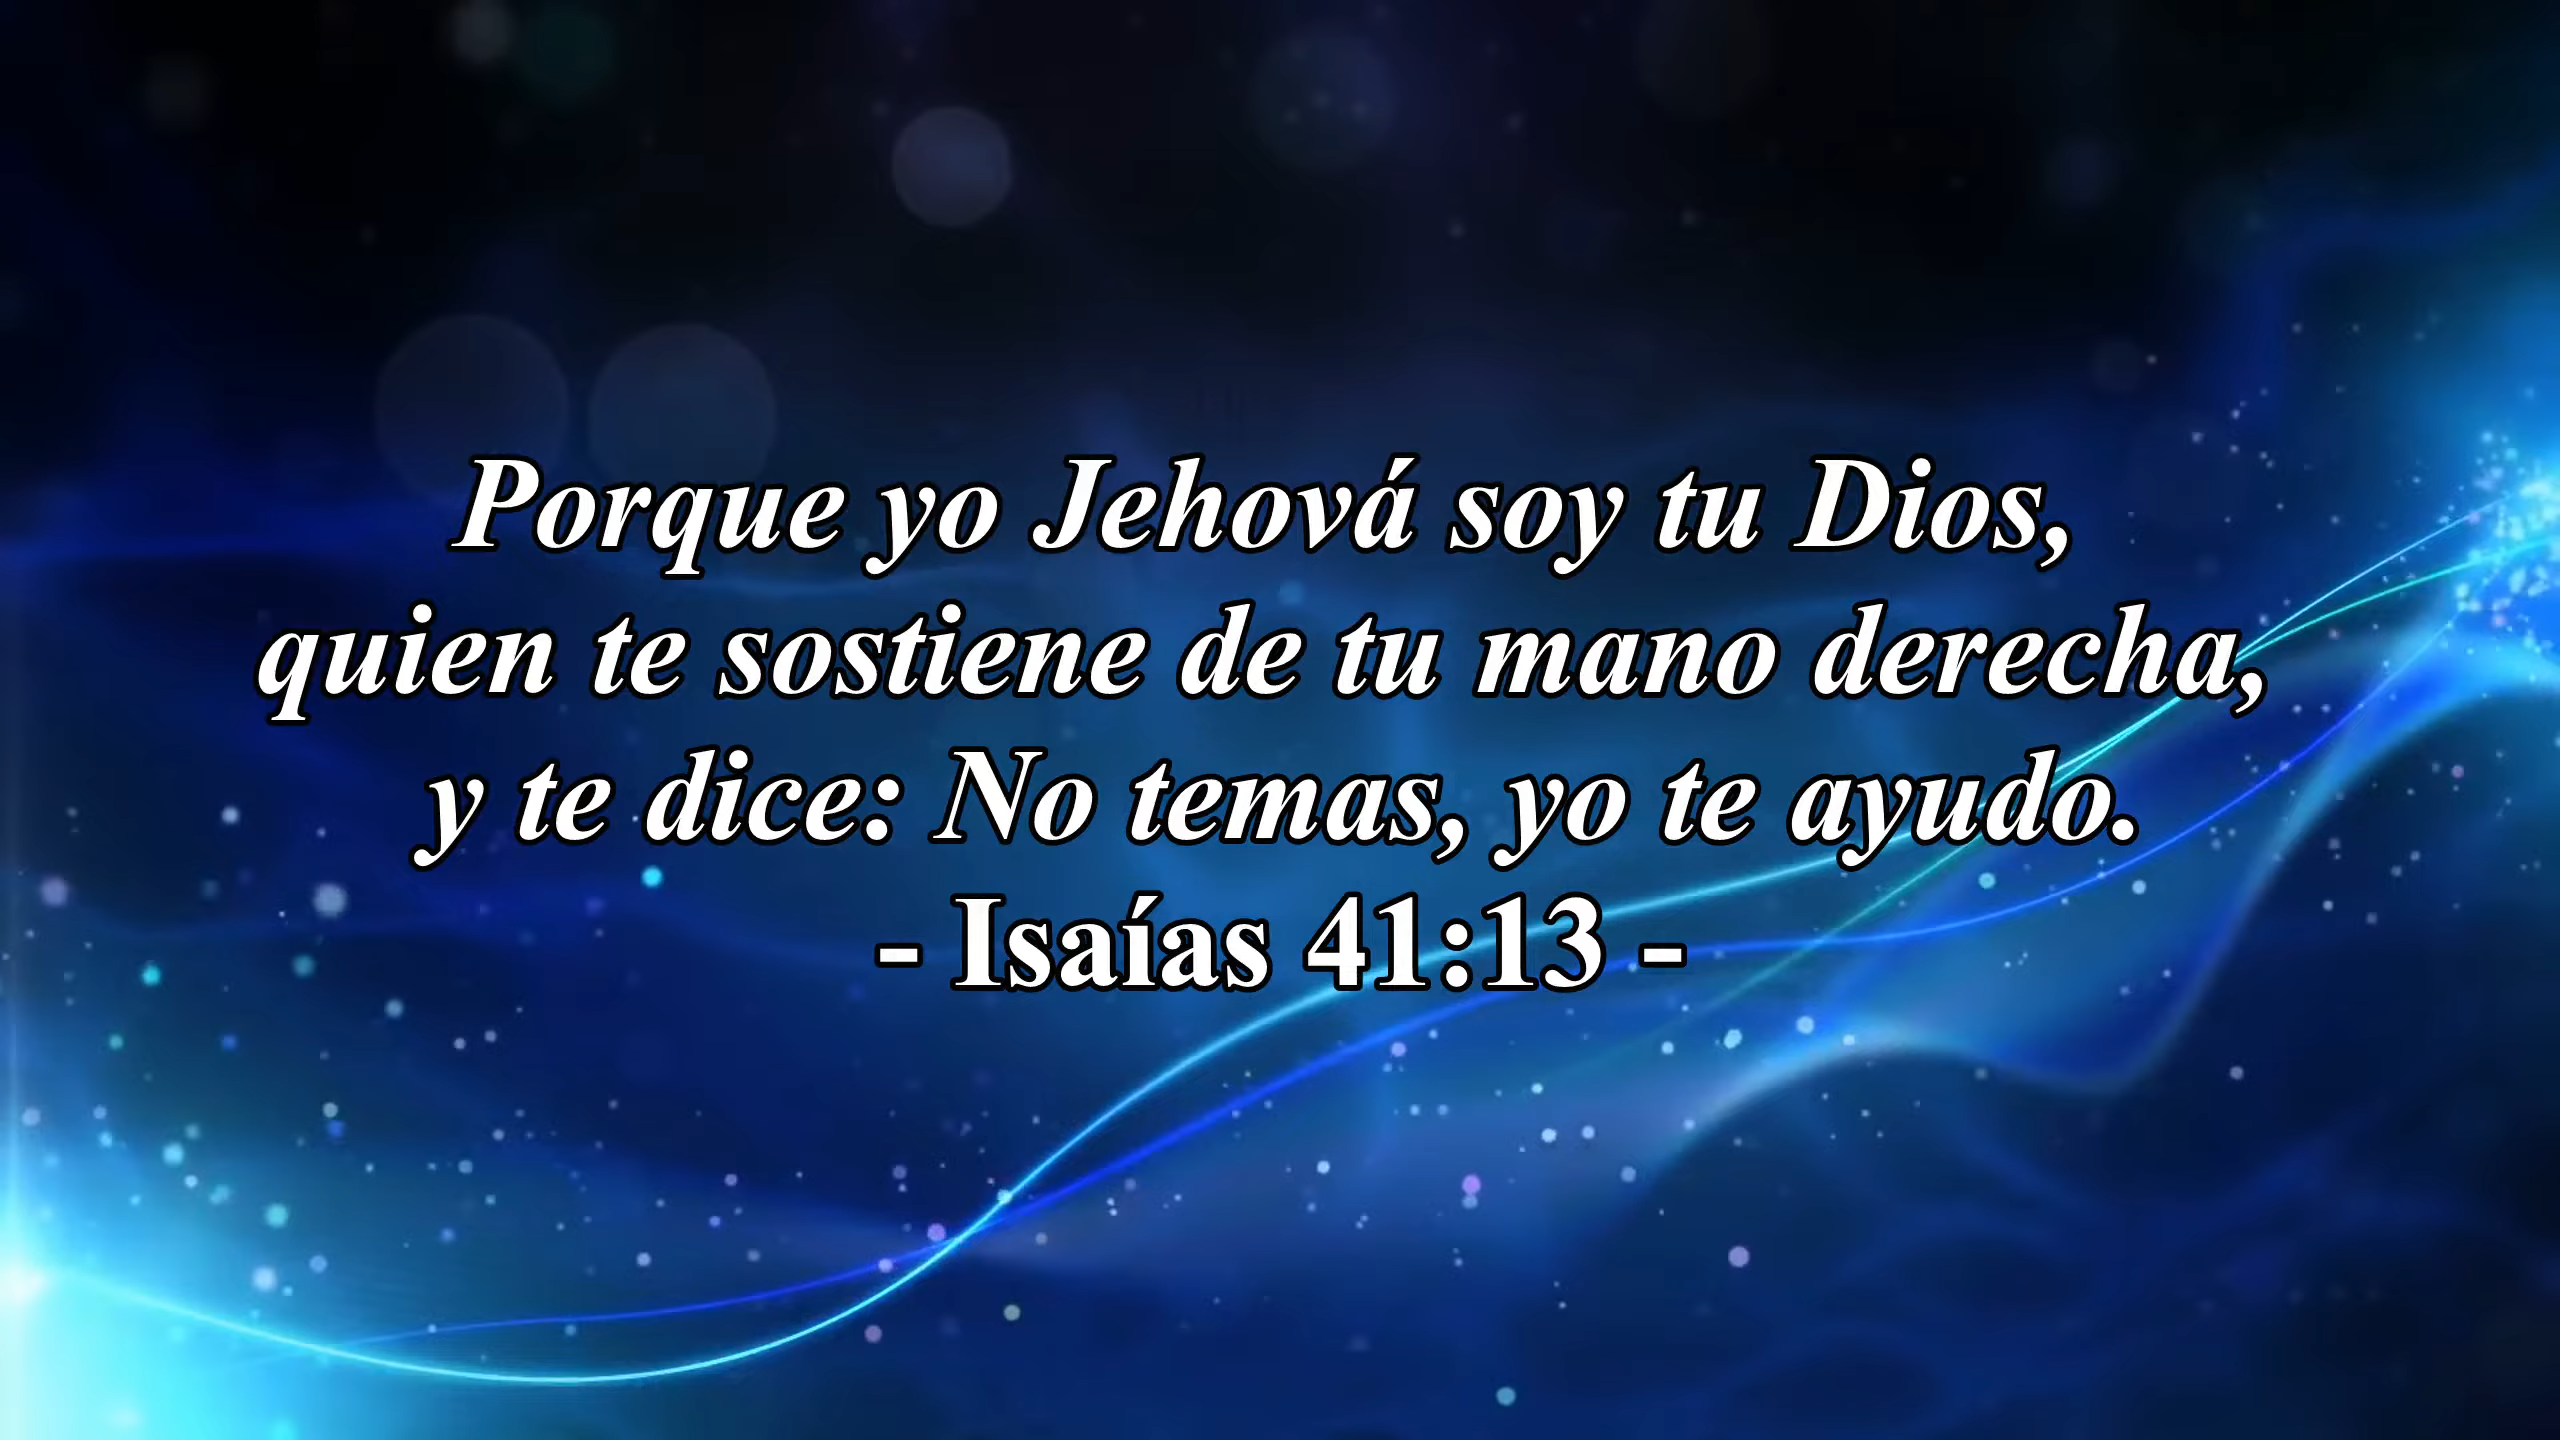 Porque yo Jehová soy tu Dios,
quien te sostiene de tu mano derecha,
y te dice: No temas, yo te ayudo.
- Isaías 41:13 -